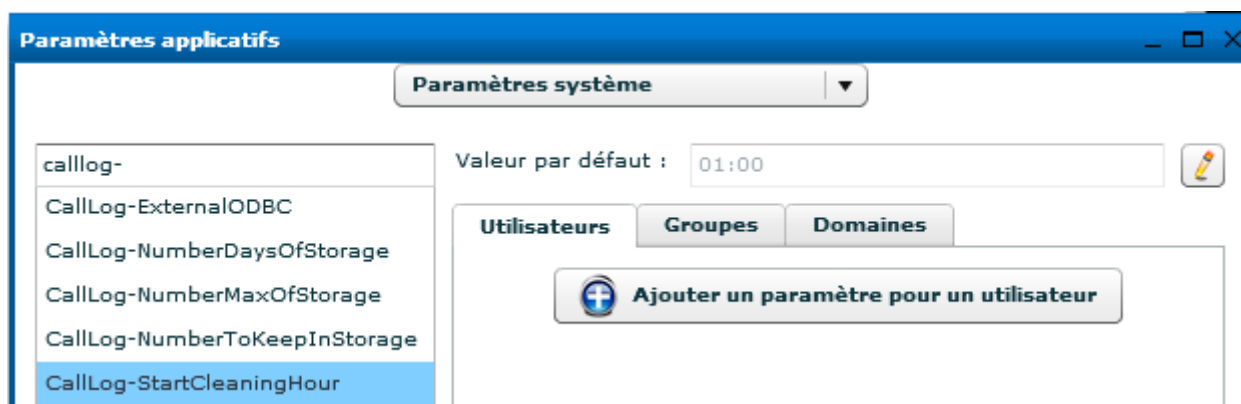 Paramètres applicatifs
Paramètres système
calllog-
CallLog-ExternalODBC
CallLog-NumberDaysOfStorage
CallLog-NumberMaxOfStorage
CallLog-NumberToKeepInStorage
CallLog-StartCleaningHour
Valeur par défaut : 01:00
Utilisateurs Groupes Domaines
Ajouter un paramètre pour un utilisateur